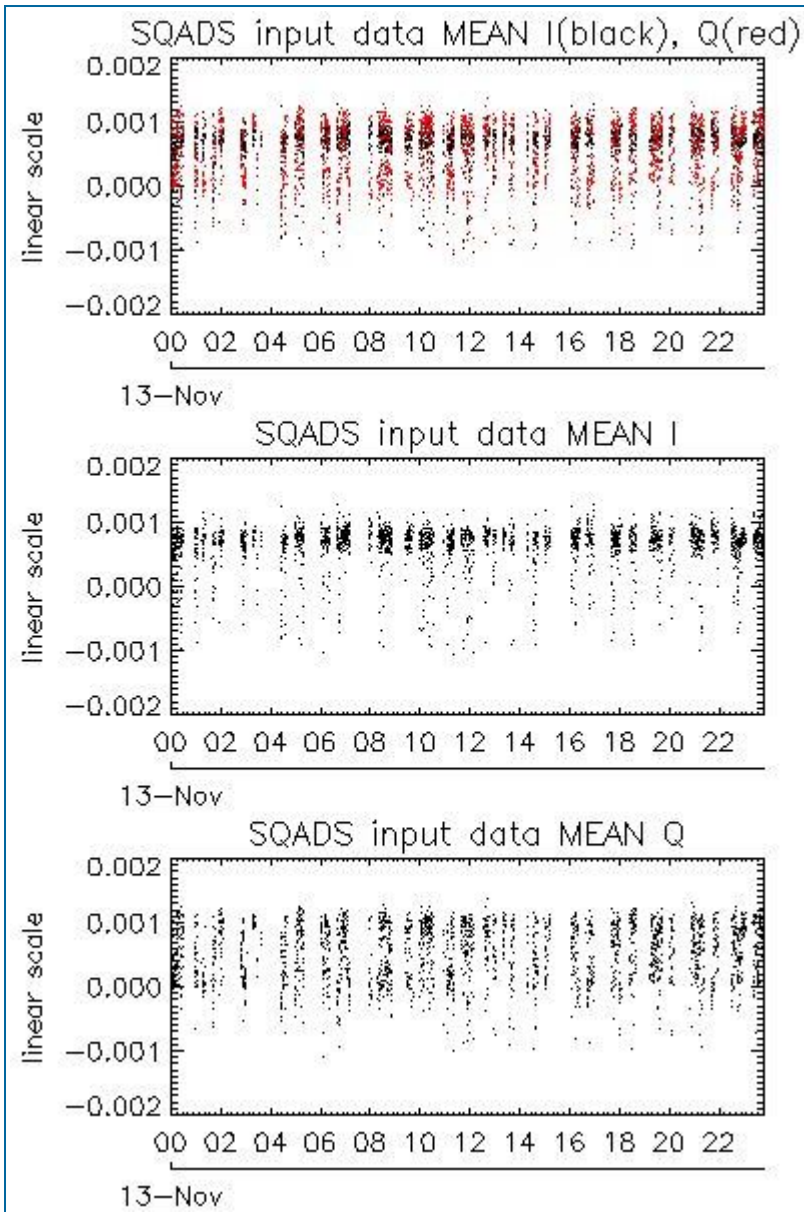 SQADS input data MEAN I(black), Q(red)
0.002
0.001
0.000
-0.001
-0.002
linear scale
00 02 04 06 08 10 12 14 16 18 20 22
13-Nov
SQADS input data MEAN I
0.002
0.001
0.000
-0.001
-0.002
linear scale
00 02 04 06 08 10 12 14 16 18 20 22
13-Nov
SQADS input data MEAN Q
0.002
0.001
0.000
-0.001
-0.002
linear scale
00 02 04 06 08 10 12 14 16 18 20 22
13-Nov